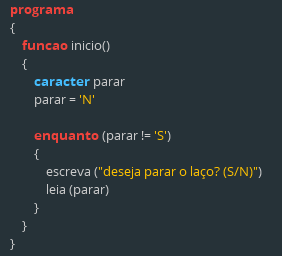 programa
{
funcao inicio()
{
caracter parar
parar = 'N'
enquanto (parar != 'S')
{
escreva ("deseja parar o laço? (S/N)")
leia (parar)
}
}
}